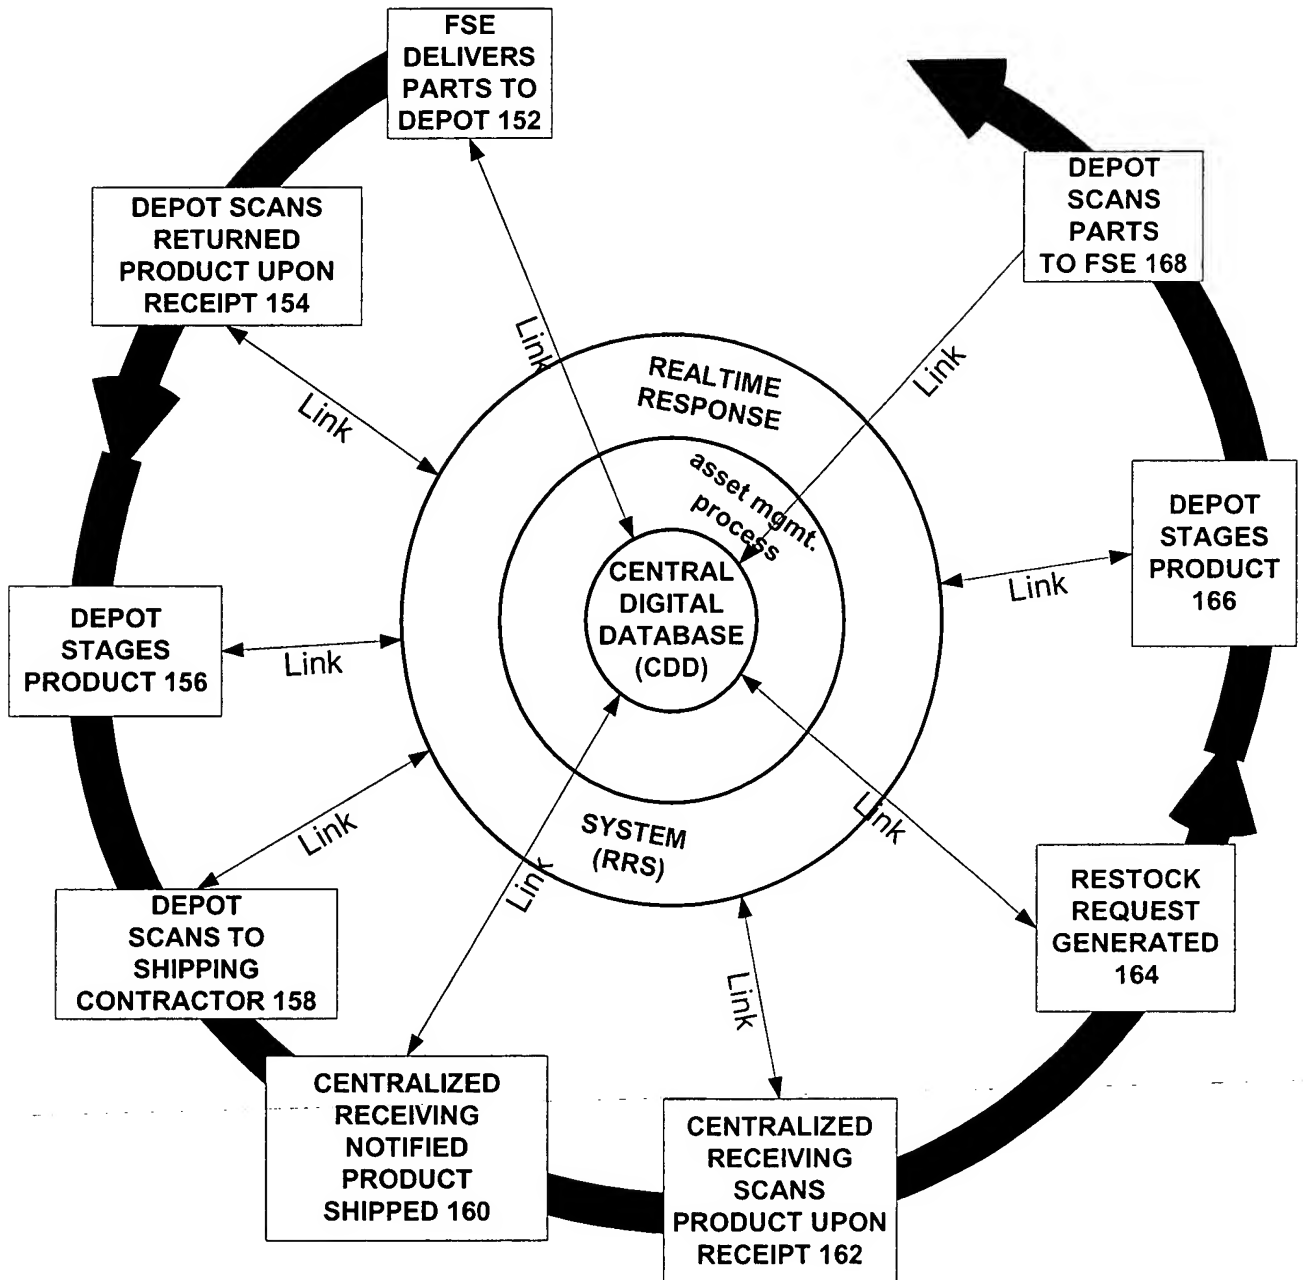 FSE
DELIVERS
PARTS TO
DEPOT 152
DEPOT SCANS
RETURNED
PRODUCT UPON
RECEIPT 154
DEPOT
STAGES
PRODUCT 156
DEPOT
SCANS TO
SHIPPING
CONTRACTOR 158
CENTRALIZED
RECEIVING
NOTIFIED
PRODUCT
SHIPPED 160
CENTRALIZED
RECEIVING
SCANS
PRODUCT UPON
RECEIPT 162
RESTOCK
REQUEST
GENERATED
164
DEPOT
STAGES
PRODUCT
166
DEPOT
SCANS
PARTS
TO FSE 168
Link
Link
Link
Link
Link
Link
Link
Link
Link
REALTIME
RESPONSE
asset mgmt.
process
CENTRAL
DIGITAL
DATABASE
(CDD)
SYSTEM
(RRS)